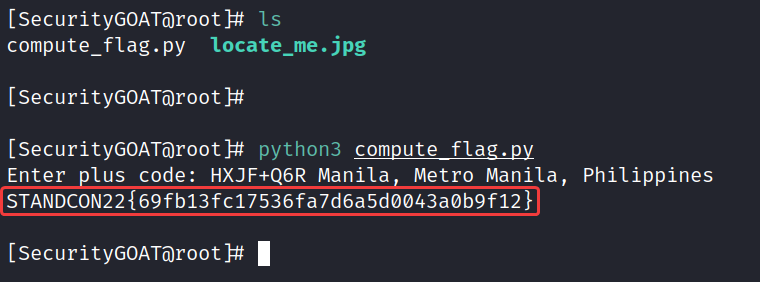 [SecurityGOAT@root]# ls
compute_flag.py  locate_me.jpg
[SecurityGOAT@root]#
[SecurityGOAT@root]# python3 compute_flag.py
Enter plus code: HXJF+Q6R Manila, Metro Manila, Philippines
STANDCON22{69fb13fc17536fa7d6a5d0043a0b9f12}
[SecurityGOAT@root]#